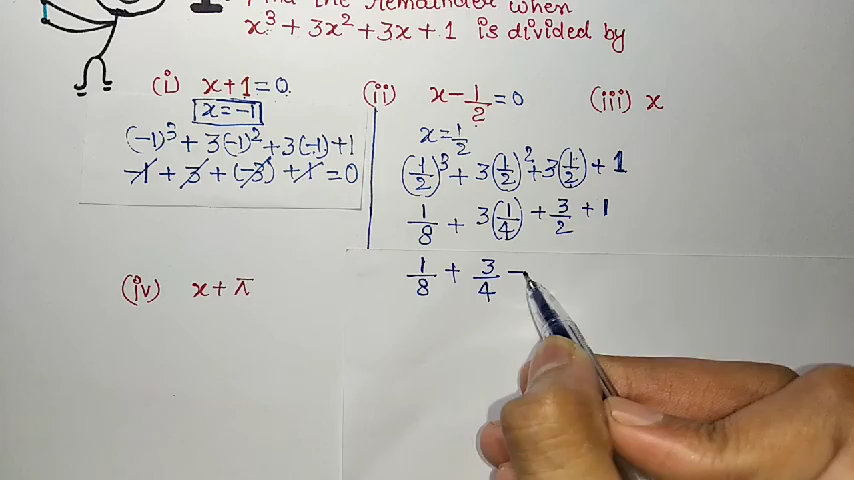 Find the remainder when
x³ + 3x² + 3x + 1 is divided by
(i) x + 1 = 0
x = -1
(-1)³ + 3(-1)² + 3(-1) + 1
-1 + 3 + (-3) + 1 = 0
(ii) x - 1/2 = 0
x = 1/2
(1/2)³ + 3(1/2)² + 3(1/2) + 1
1/8 + 3(1/4) + 3/2 + 1
1/8 + 3/4 -
(iii) x
(iv) x + π